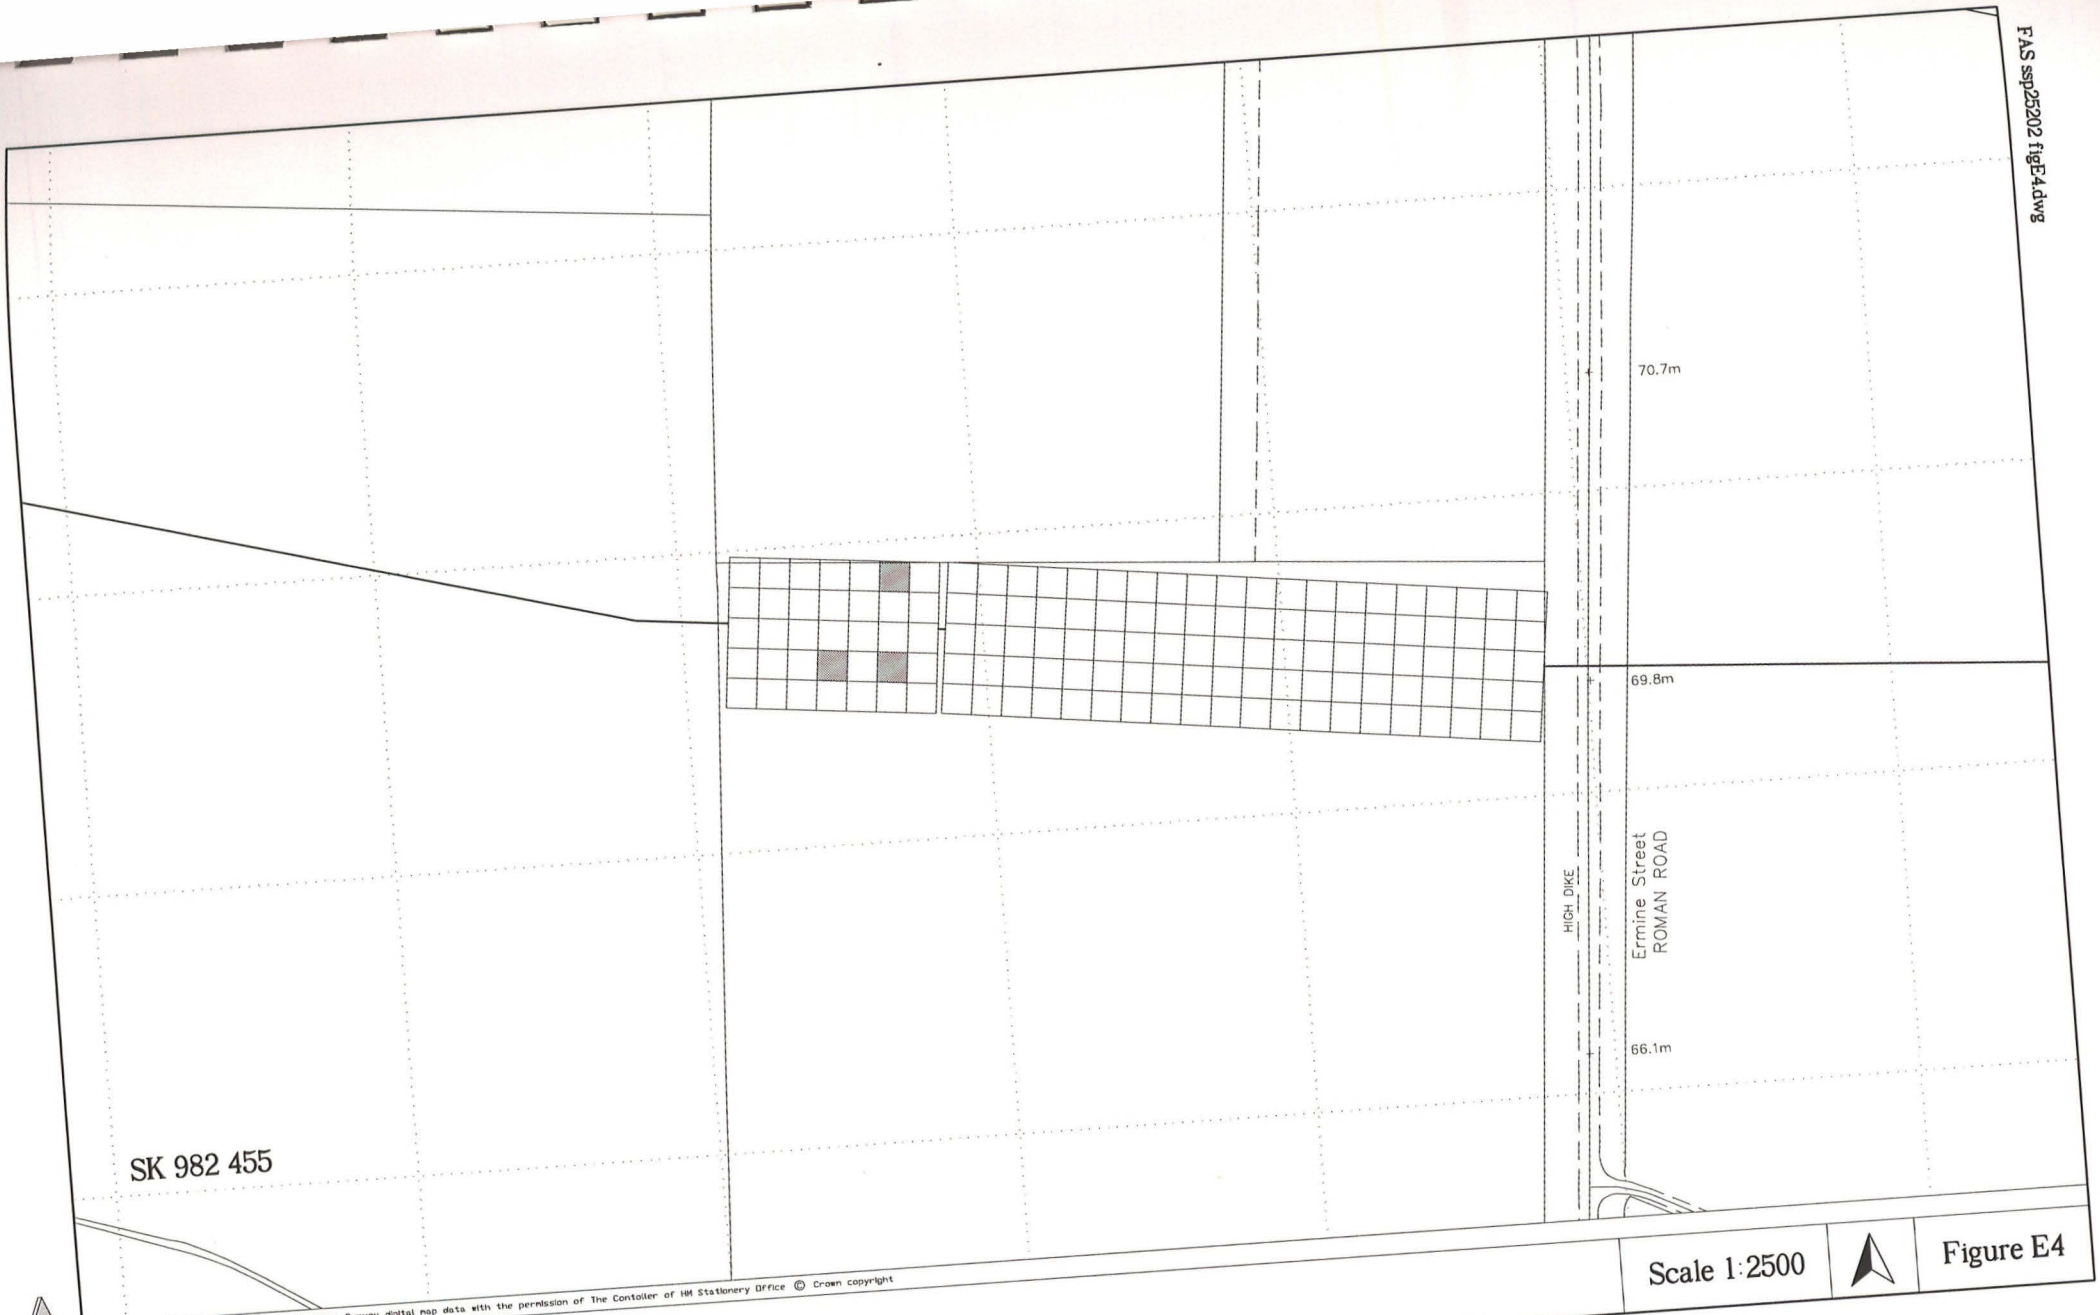 FAS ssp25202 figE4.dwg
70.7m
69.8m
HIGH DIKE
Ermine Street
ROMAN ROAD
66.1m
SK 982 455
digital map data with the permission of The Contoller of HM Stationery Office © Crown copyright
Scale 1:2500
Figure E4